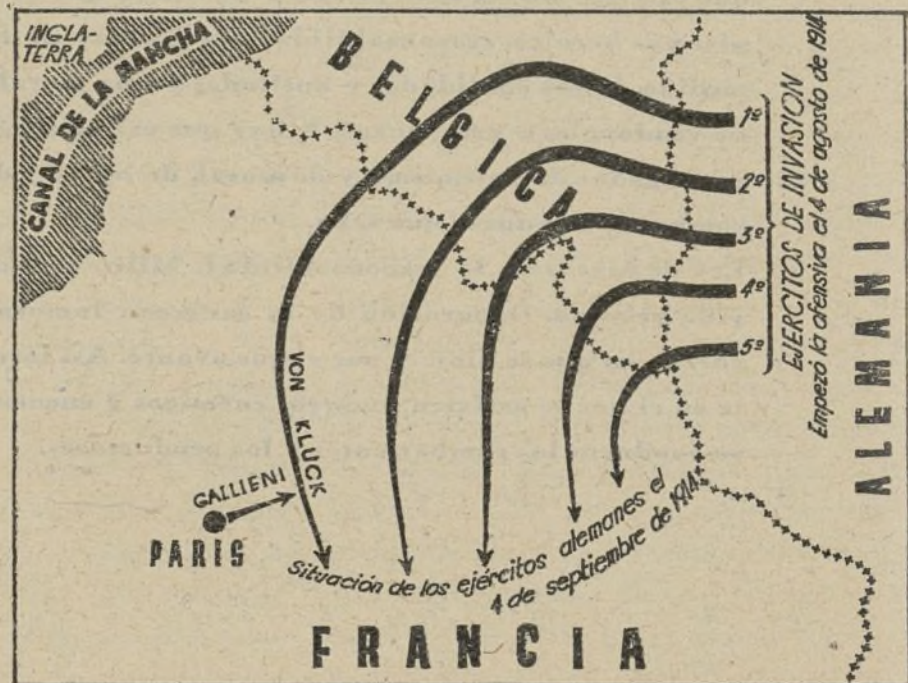 INGLA-
TERRA
CANAL DE LA MANCHA
BELGICA
1º
2º
3º
4º
5º
EJERCITOS DE INVASION
Empezó la ofensiva el 4 de agosto de 1914
ALEMANIA
VON KLUCK
GALLIENI
PARIS
Situación de los ejércitos alemanes el
4 de septiembre de 1914
FRANCIA